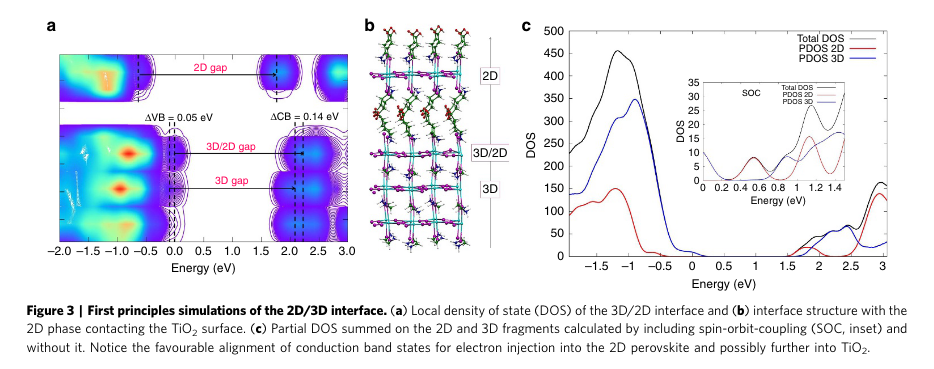 a
2D gap
ΔVB = 0.05 eV
ΔCB = 0.14 eV
3D/2D gap
3D gap
−2.0 −1.5 −1.0 −0.5 0.0 0.5 1.0 1.5 2.0 2.5 3.0
Energy (eV)
b
2D
3D/2D
3D
c
500
450
400
350
300
250
200
150
100
50
0
DOS
−1.5 −1 −0.5 0 0.5 1 1.5 2 2.5 3
Energy (eV)
Total DOS
PDOS 2D
PDOS 3D
35
30
25
20
15
10
5
0
DOS
SOC
Total DOS
PDOS 2D
PDOS 3D
0 0.2 0.4 0.6 0.8 1 1.2 1.4
Energy (eV)
Figure 3 | First principles simulations of the 2D/3D interface. (a) Local density of state (DOS) of the 3D/2D interface and (b) interface structure with the
2D phase contacting the TiO₂ surface. (c) Partial DOS summed on the 2D and 3D fragments calculated by including spin-orbit-coupling (SOC, inset) and
without it. Notice the favourable alignment of conduction band states for electron injection into the 2D perovskite and possibly further into TiO₂.